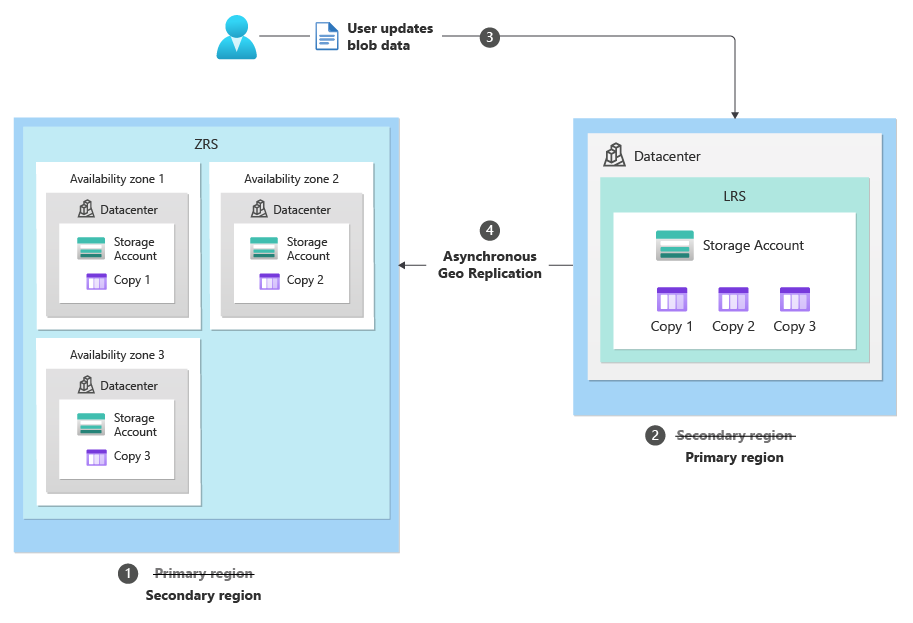 User updates
blob data
3
ZRS
Availability zone 1
Datacenter
Storage
Account
Copy 1
Availability zone 2
Datacenter
Storage
Account
Copy 2
Availability zone 3
Datacenter
Storage
Account
Copy 3
1
Primary region
Secondary region
4
Asynchronous
Geo Replication
Datacenter
LRS
Storage Account
Copy 1 Copy 2 Copy 3
2
Secondary region
Primary region